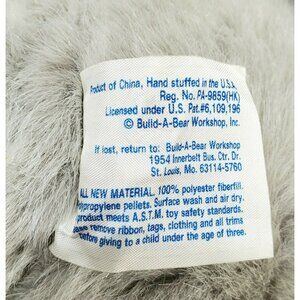 Product of China, Hand stuffed in the U.S.A.
Reg. No. PA-9859(HK)
Licensed under U.S. Pat.#6,109,196
© Build-A-Bear Workshop, Inc.
If lost, return to: Build-A-Bear Workshop
1954 Innerbelt Bus. Ctr. Dr.
St. Louis, Mo. 63114-5760
ALL NEW MATERIAL. 100% polyester fiberfill,
polypropylene pellets. Surface wash and air dry.
product meets A.S.T.M. toy safety standards.
remove ribbon, tags, clothing and all trims
before giving to a child under the age of three.